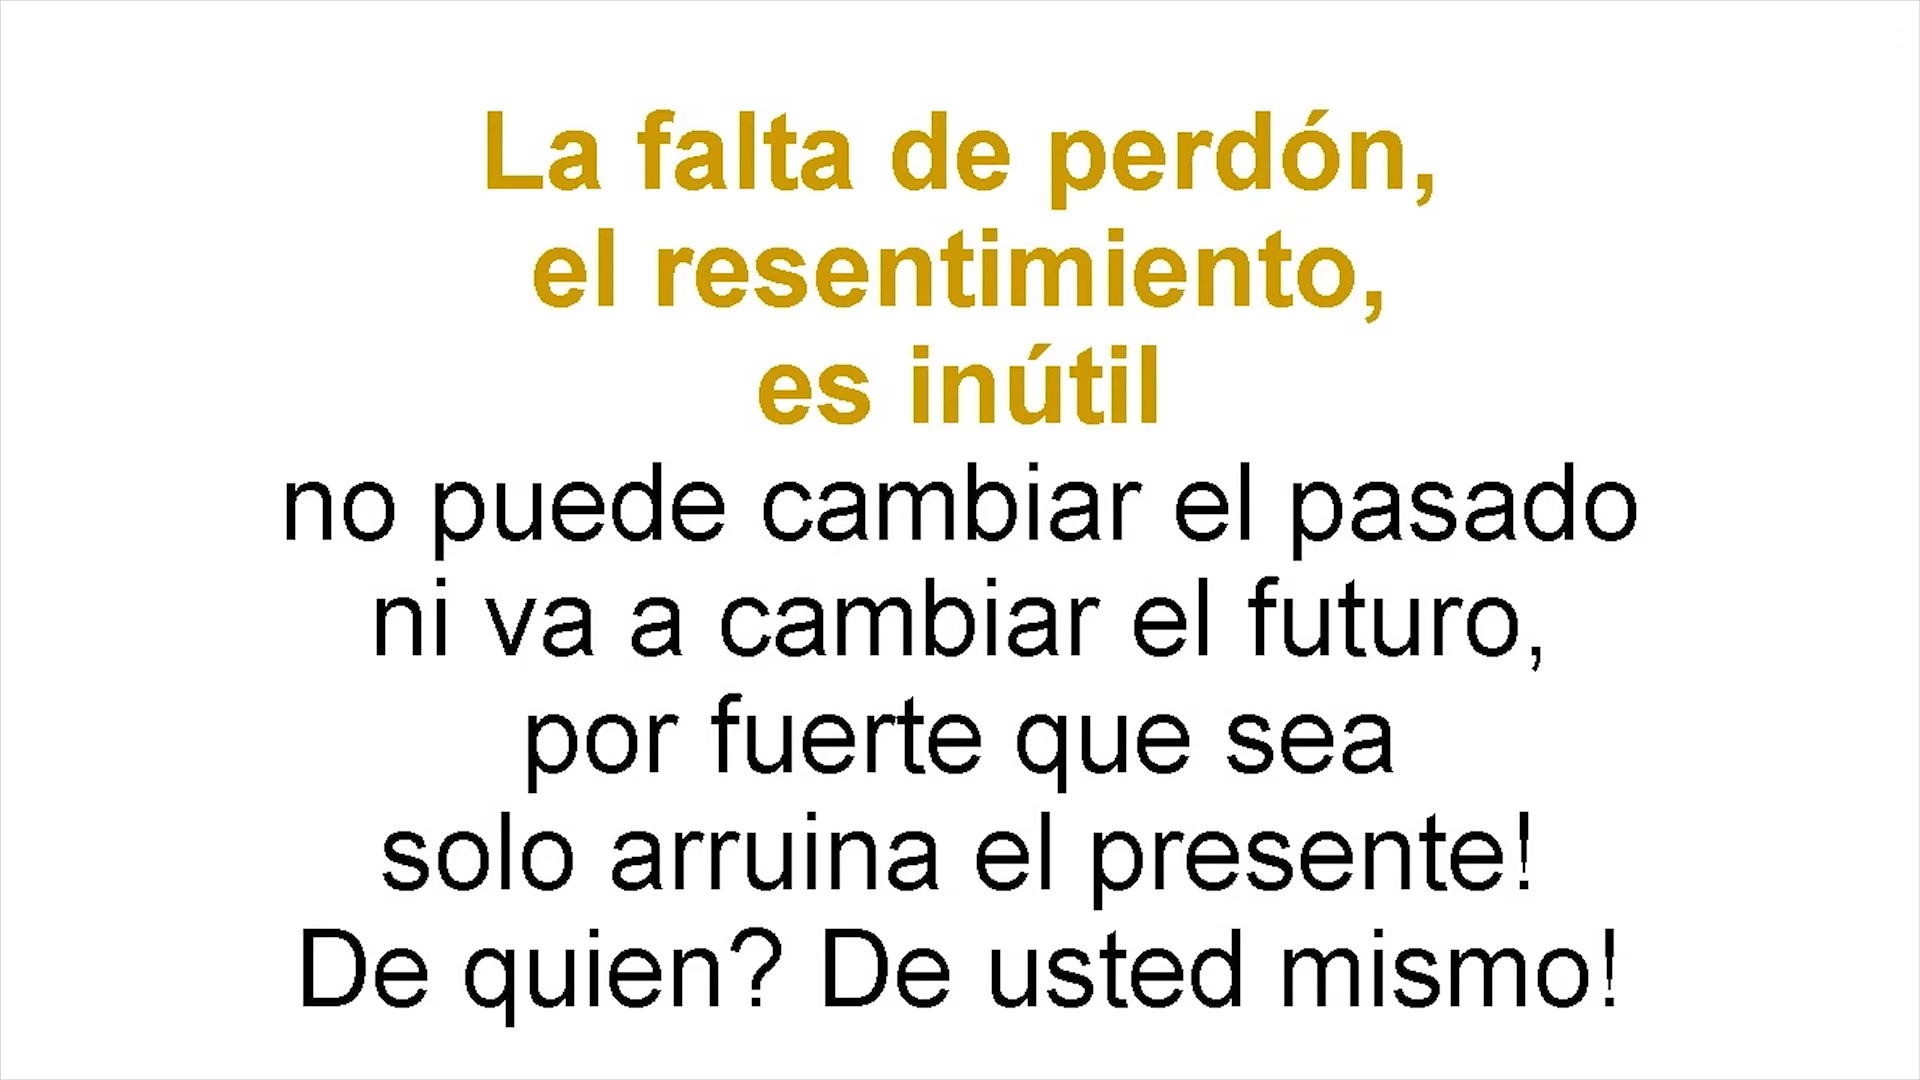 La falta de perdón,
el resentimiento,
es inútil
no puede cambiar el pasado
ni va a cambiar el futuro,
por fuerte que sea
solo arruina el presente!
De quien? De usted mismo!